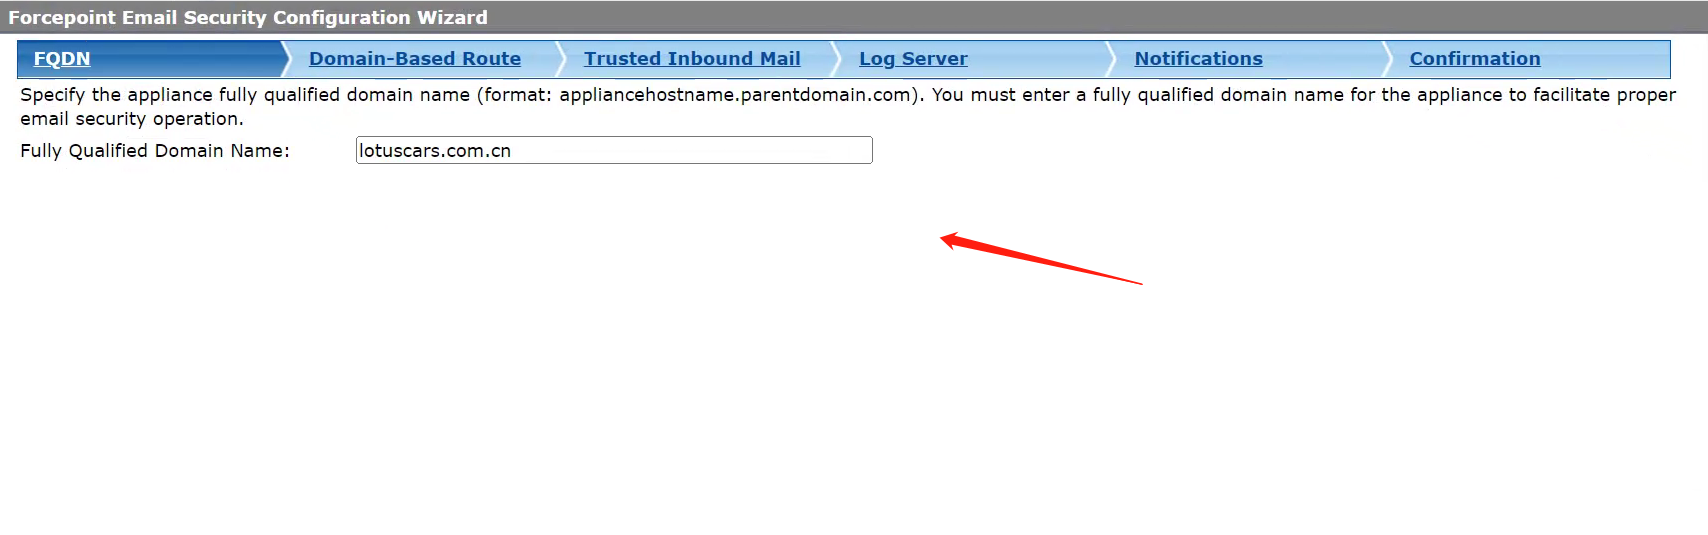 Forcepoint Email Security Configuration Wizard
FQDN Domain-Based Route Trusted Inbound Mail Log Server Notifications Confirmation
Specify the appliance fully qualified domain name (format: appliancehostname.parentdomain.com). You must enter a fully qualified domain name for the appliance to facilitate proper
email security operation.
Fully Qualified Domain Name: lotuscars.com.cn